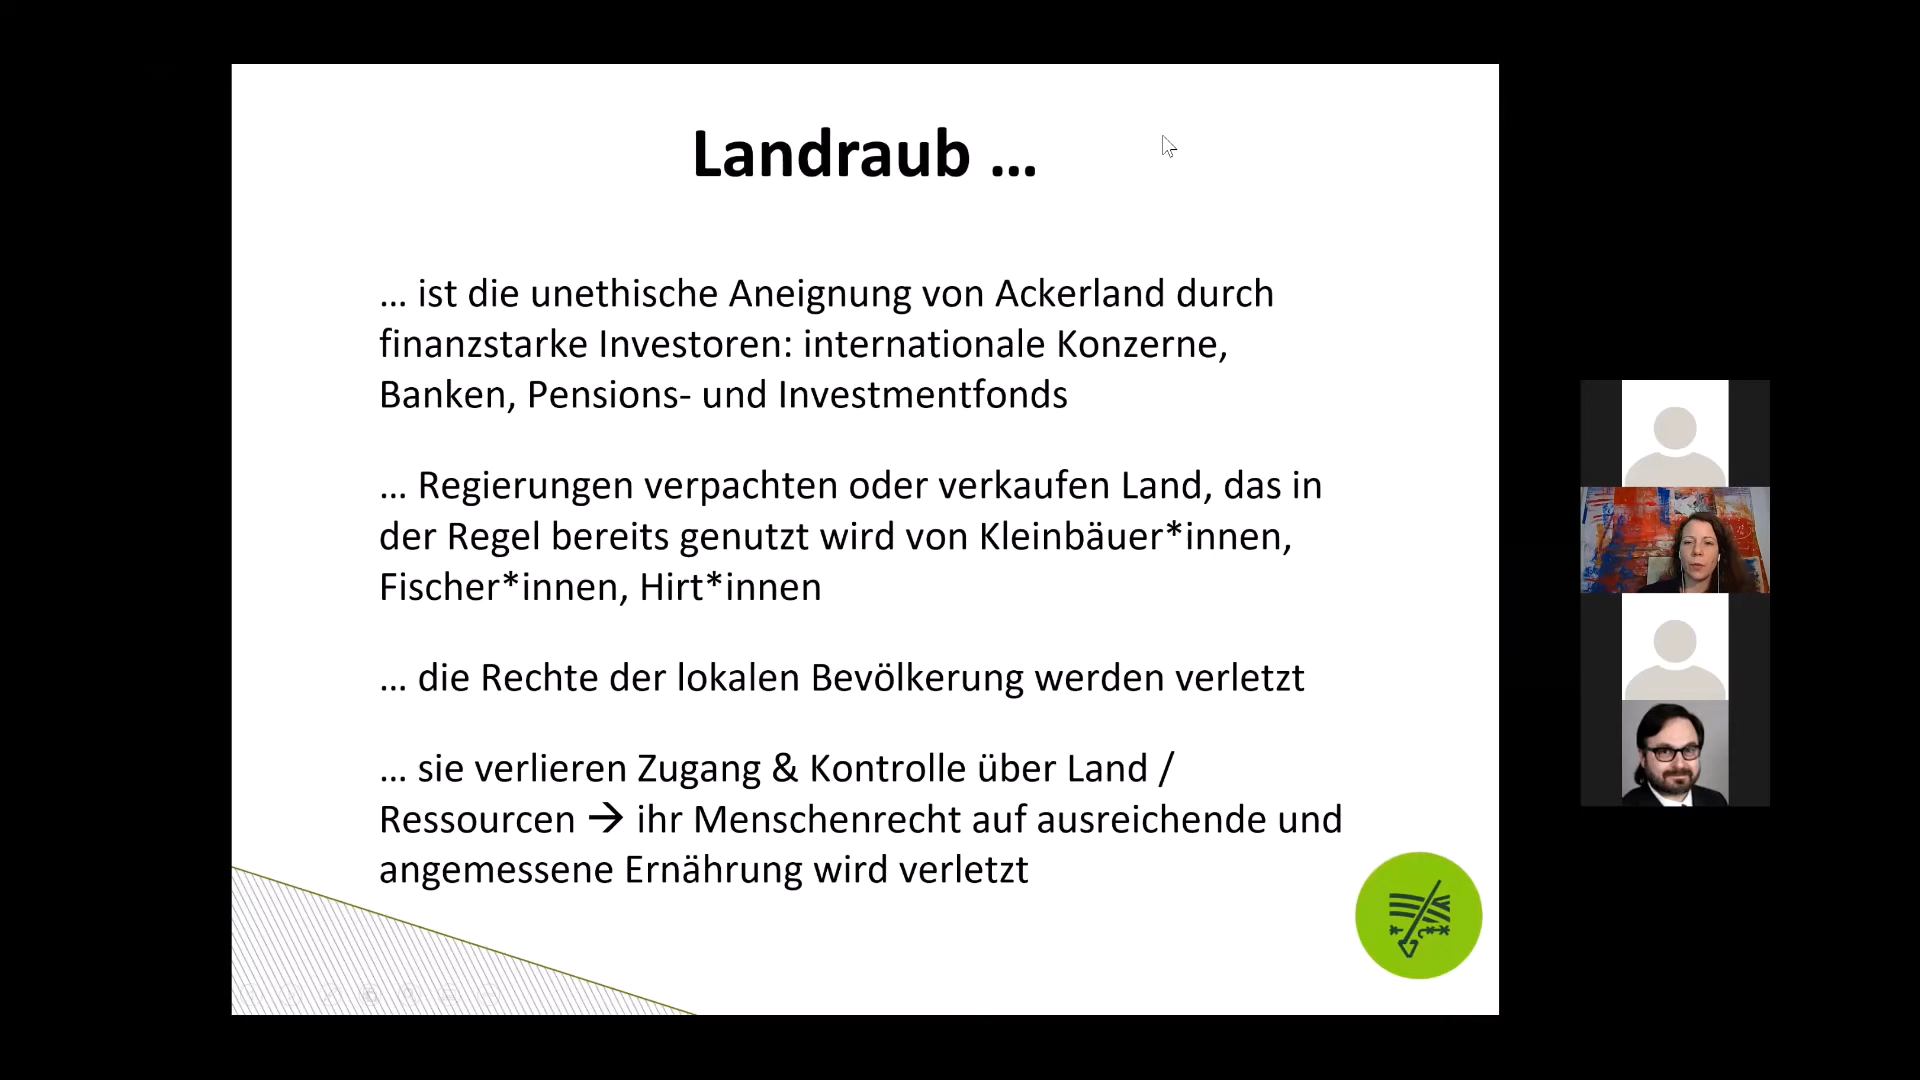 Landraub ...
... ist die unethische Aneignung von Ackerland durch
finanzstarke Investoren: internationale Konzerne,
Banken, Pensions- und Investmentfonds
... Regierungen verpachten oder verkaufen Land, das in
der Regel bereits genutzt wird von Kleinbäuer*innen,
Fischer*innen, Hirt*innen
... die Rechte der lokalen Bevölkerung werden verletzt
... sie verlieren Zugang & Kontrolle über Land /
Ressourcen → ihr Menschenrecht auf ausreichende und
angemessene Ernährung wird verletzt